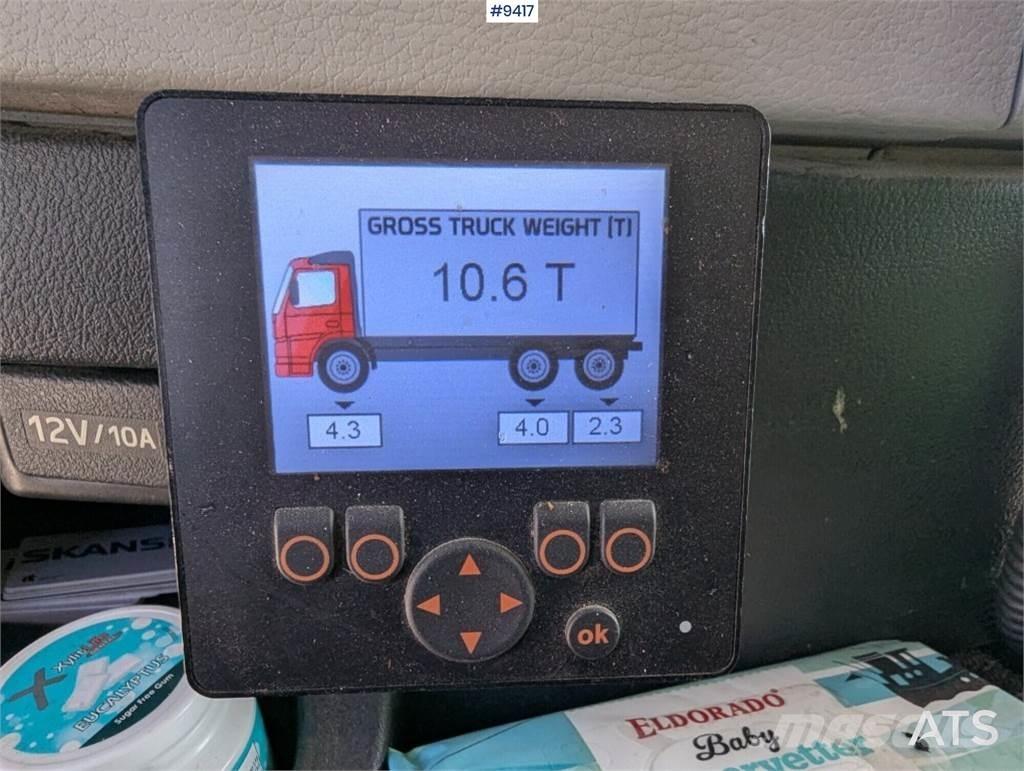 #9417
GROSS TRUCK WEIGHT (T)
10.6 T
4.3
4.0
2.3
12V/10A
SKANS
ok
EUCALYPTUS
Sugar Free Gum
ELDORADO
Baby
ATS